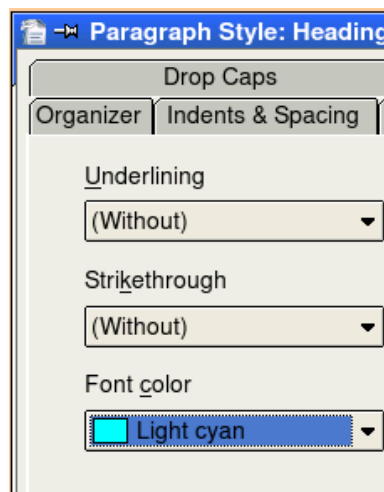 Paragraph Style: Heading
Drop Caps
Organizer Indents & Spacing
Underlining
(Without)
Strikethrough
(Without)
Font color
Light cyan